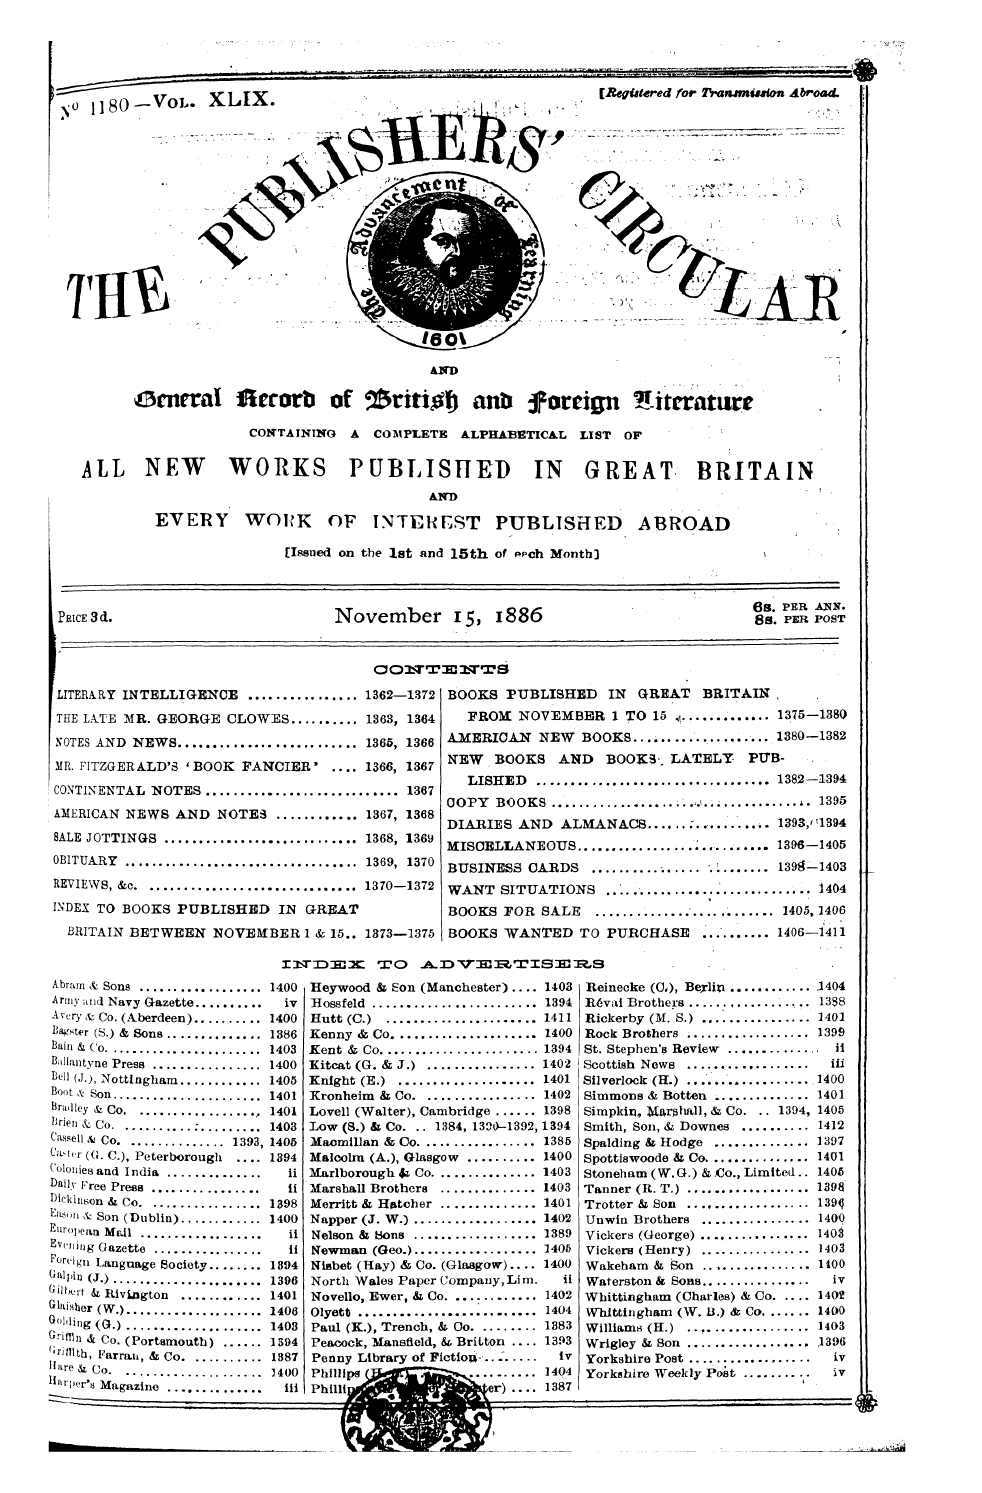 Nº 1180—VOL. XLIX.
[Registered for Transmission Abroad.
THE PUBLISHERS' CIRCULAR
The Advancement of Learning
1601
AND
General Record of British and Foreign Literature
CONTAINING A COMPLETE ALPHABETICAL LIST OF
ALL NEW WORKS PUBLISHED IN GREAT BRITAIN
AND
EVERY WORK OF INTEREST PUBLISHED ABROAD
[Issued on the 1st and 15th of each Month]
PRICE 3d.
November 15, 1886
6s. PER ANN.
8s. PER POST
CONTENTS
LITERARY INTELLIGENCE ................ 1362—1372
THE LATE MR. GEORGE CLOWES.......... 1363, 1364
NOTES AND NEWS.......................... 1365, 1366
MR. FITZGERALD'S 'BOOK FANCIER' .... 1366, 1367
CONTINENTAL NOTES ............................ 1367
AMERICAN NEWS AND NOTES ............ 1367, 1368
SALE JOTTINGS ............................ 1368, 1369
OBITUARY .................................. 1369, 1370
REVIEWS, &c. .............................. 1370—1372
INDEX TO BOOKS PUBLISHED IN GREAT
BRITAIN BETWEEN NOVEMBER 1 & 15.. 1373—1375
BOOKS PUBLISHED IN GREAT BRITAIN
FROM NOVEMBER 1 TO 15 ............... 1375—1380
AMERICAN NEW BOOKS.................... 1380—1382
NEW BOOKS AND BOOKS LATELY PUB-
LISHED .................................. 1382—1394
COPY BOOKS ...................................... 1395
DIARIES AND ALMANACS.................. 1393, 1394
MISCELLANEOUS............................ 1396—1405
BUSINESS CARDS .......................... 1398—1403
WANT SITUATIONS .............................. 1404
BOOKS FOR SALE .......................... 1405, 1406
BOOKS WANTED TO PURCHASE .......... 1406—1411
INDEX TO ADVERTISERS
Abram & Sons .................. 1400
Army and Navy Gazette.......... iv
Avery & Co. (Aberdeen).......... 1400
Bagster (S.) & Sons .............. 1386
Bain & Co. ...................... 1403
Ballantyne Press ................ 1400
Bell (J.), Nottingham............ 1405
Boot & Son...................... 1401
Bradley & Co. .................. 1401
Brien & Co. .................... 1403
Cassell & Co. .............. 1393, 1405
Caster (G. C.), Peterborough .... 1394
Colonies and India .............. ii
Daily Free Press ................ ii
Dickinson & Co. ................ 1398
Eason & Son (Dublin)............ 1400
European Mail .................. ii
Evening Gazette ................ ii
Foreign Language Society........ 1394
Galpin (J.)...................... 1396
Gilbert & Rivington ............ 1401
Glaisher (W.).................... 1406
Golding (G.).................... 1403
Griffin & Co. (Portsmouth) ...... 1394
Griffith, Farran, & Co. .......... 1387
Hare & Co. .................... 1400
Harper's Magazine .............. iii
Heywood & Son (Manchester).... 1403
Hossfeld ........................ 1394
Hutt (C.) ...................... 1411
Kenny & Co..................... 1400
Kent & Co....................... 1394
Kitcat (G. & J.) ................ 1402
Knight (E.) .................... 1401
Kronheim & Co. ................ 1402
Lovell (Walter), Cambridge ...... 1398
Low (S.) & Co. .. 1384, 1390–1392, 1394
Macmillan & Co. ................ 1385
Malcolm (A.), Glasgow .......... 1400
Marlborough & Co. .............. 1403
Marshall Brothers .............. 1403
Merritt & Hatcher .............. 1401
Napper (J. W.) .................. 1402
Nelson & Sons .................. 1389
Newman (Geo.).................. 1405
Nisbet (Hay) & Co. (Glasgow).... 1400
North Wales Paper Company, Lim. ii
Novello, Ewer, & Co. ............ 1402
Olyett .......................... 1404
Paul (K.), Trench, & Co. ........ 1383
Peacock, Mansfield, & Britton .... 1393
Penny Library of Fiction ........ iv
Phillips .... 1404
.... 1387
Reinecke (C.), Berlin ............ 1404
Réval Brothers .................. 1388
Rickerby (M. S.) ................ 1401
Rock Brothers .................. 1399
St. Stephen's Review ............ ii
Scottish News .................. iii
Silverlock (H.) .................. 1400
Simmons & Botten .............. 1401
Simpkin, Marshall, & Co. .. 1394, 1405
Smith, Son, & Downes .......... 1412
Spalding & Hodge .............. 1397
Spottiswoode & Co. .............. 1401
Stoneham (W. G.) & Co., Limited.. 1405
Tanner (R. T.) .................. 1398
Trotter & Son .................. 1396
Unwin Brothers ................ 1400
Vickers (George) ................ 1403
Vickers (Henry) ................ 1403
Wakeham & Son ................ 1400
Waterston & Sons................ iv
Whittingham (Charles) & Co. .... 1402
Whittingham (W. B.) & Co. ...... 1400
Williams (H.) .................. 1403
Wrigley & Son .................. 1396
Yorkshire Post .................. iv
Yorkshire Weekly Post .......... iv